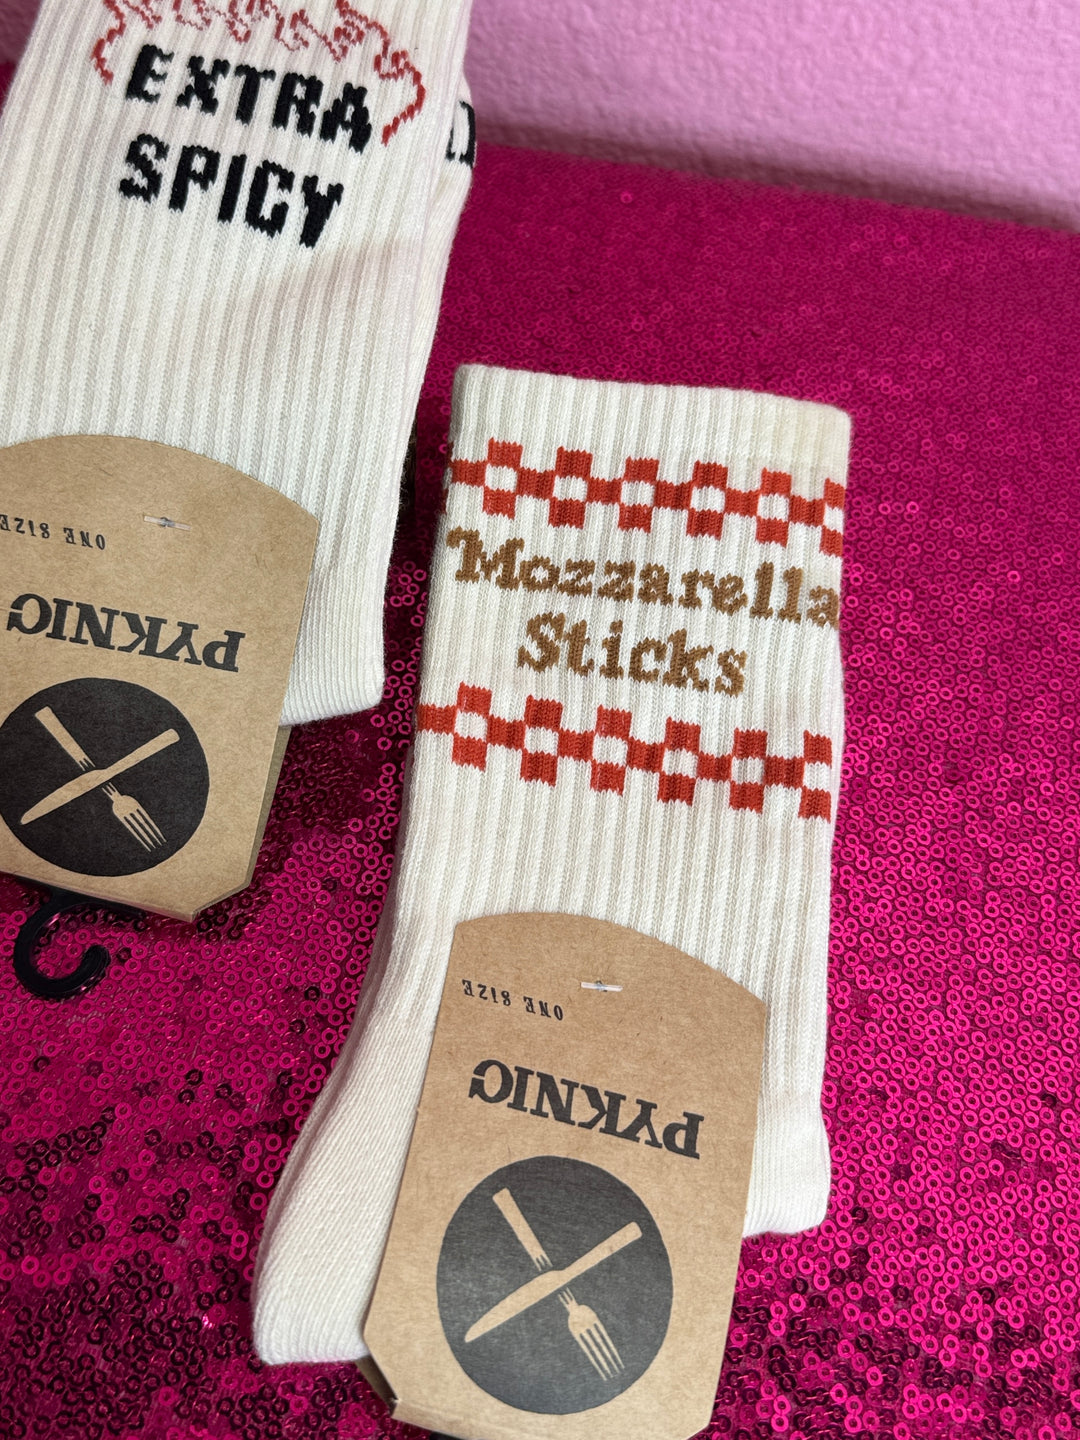 EXTRA
SPICY
ONE SIZE
PYKNIC
Mozzarella
Sticks
ONE SIZE
PYKNIC